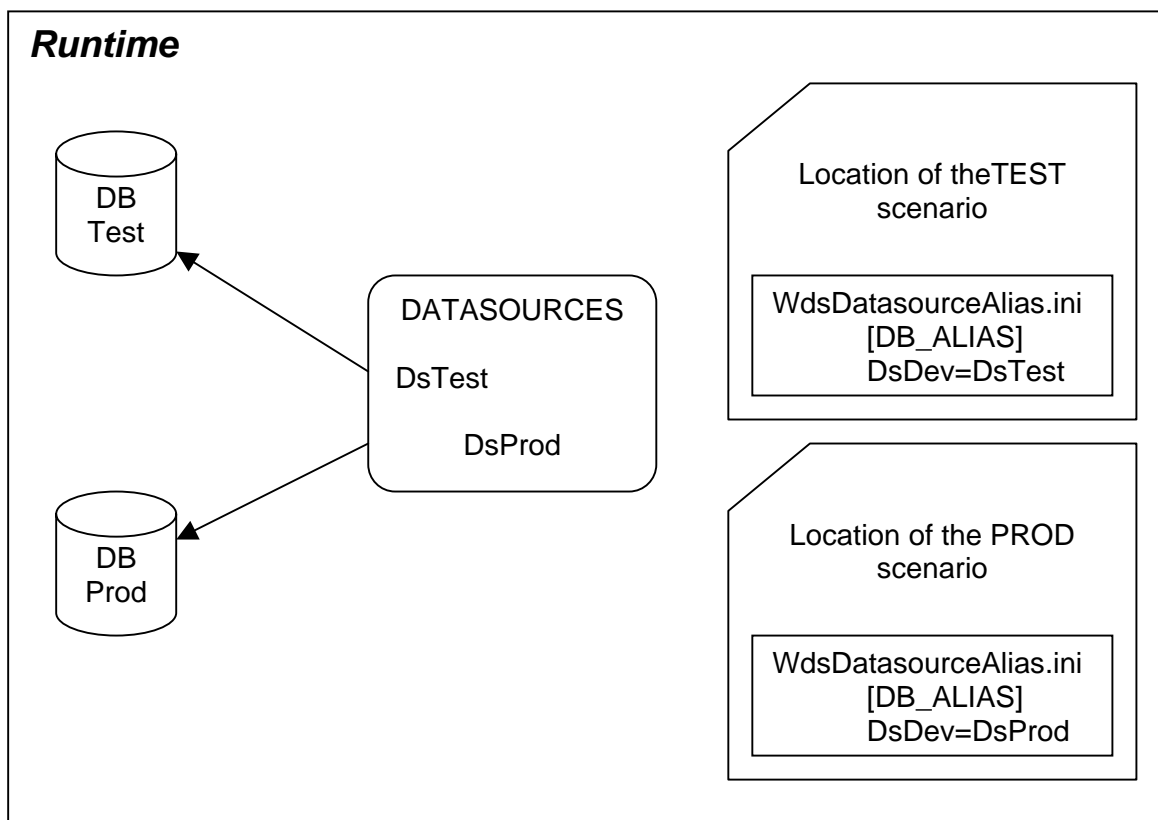 Runtime
DB
Test
DATASOURCES
DsTest
DsProd
DB
Prod
Location of theTEST
scenario
WdsDatasourceAlias.ini
[DB_ALIAS]
DsDev=DsTest
Location of the PROD
scenario
WdsDatasourceAlias.ini
[DB_ALIAS]
DsDev=DsProd